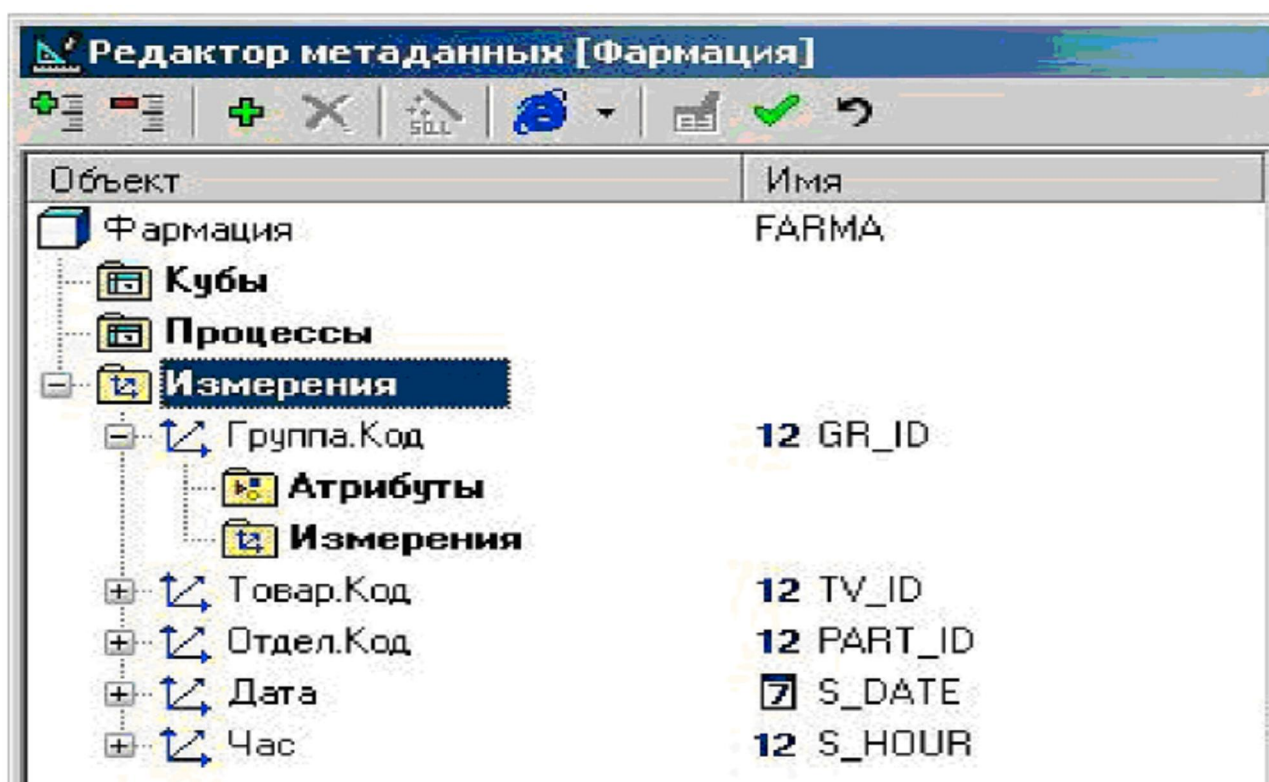 Редактор метаданных [Фармация]
SQLL
Объект Имя
Фармация FARMA
Кубы
Процессы
Измерения
Группа.Код 12 GR_ID
Атрибуты
Измерения
Товар.Код 12 TV_ID
Отдел.Код 12 PART_ID
Дата 7 S_DATE
Час 12 S_HOUR